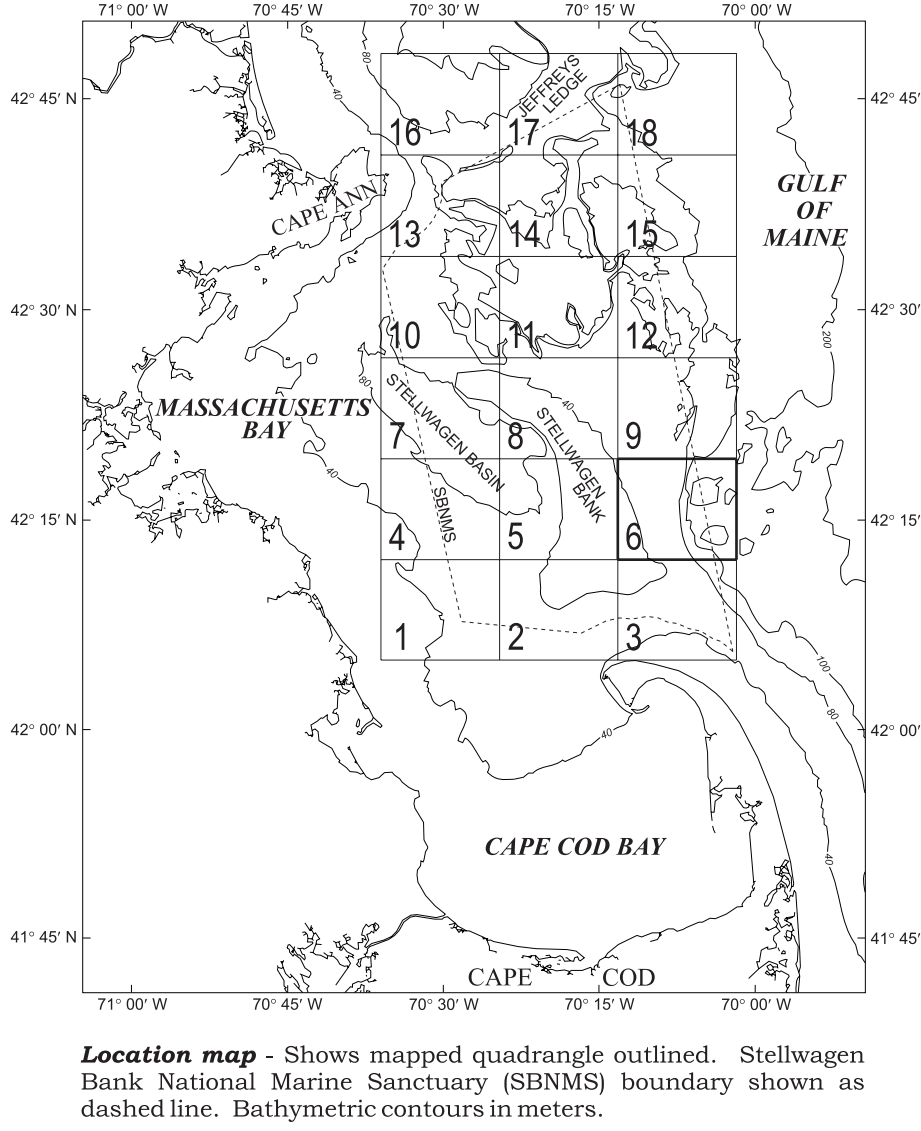 71° 00′ W 70° 45′ W 70° 30′ W 70° 15′ W 70° 00′ W
42° 45′ N
42° 45′
80
40
JEFFREYS
LEDGE
16
17
18
CAPE ANN
GULF
OF
MAINE
13
14
15
42° 30′ N
42° 30′
10
11
12
200
80
MASSACHUSETTS
BAY
STELLWAGEN BASIN
40
STELLWAGEN
BANK
7
8
9
40
SBNMS
42° 15′ N
42° 15′
4
5
6
1
2
3
100
80
42° 00′ N
42° 00′
40
CAPE COD BAY
40
41° 45′ N
41° 45′
CAPE COD
71° 00′ W 70° 45′ W 70° 30′ W 70° 15′ W 70° 00′ W
Location map - Shows mapped quadrangle outlined. Stellwagen
Bank National Marine Sanctuary (SBNMS) boundary shown as
dashed line. Bathymetric contours in meters.